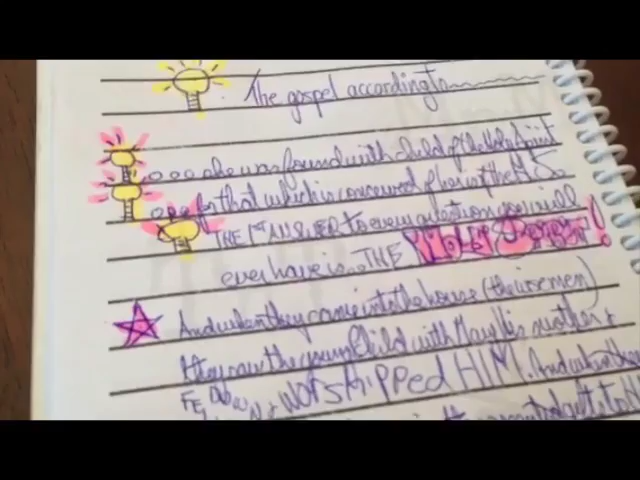 The gospel according to
... she was found with child of the Holy Spirit
... for that which is conceived of her is of the H.S.
THE 1st ANSWER to every question you will
ever have is... THE HOLY SPIRIT!
And when they came into the house (the wisemen)
they saw the young Child with Mary His mother +
FELL DOWN + WORSHIPPED HIM. And when they